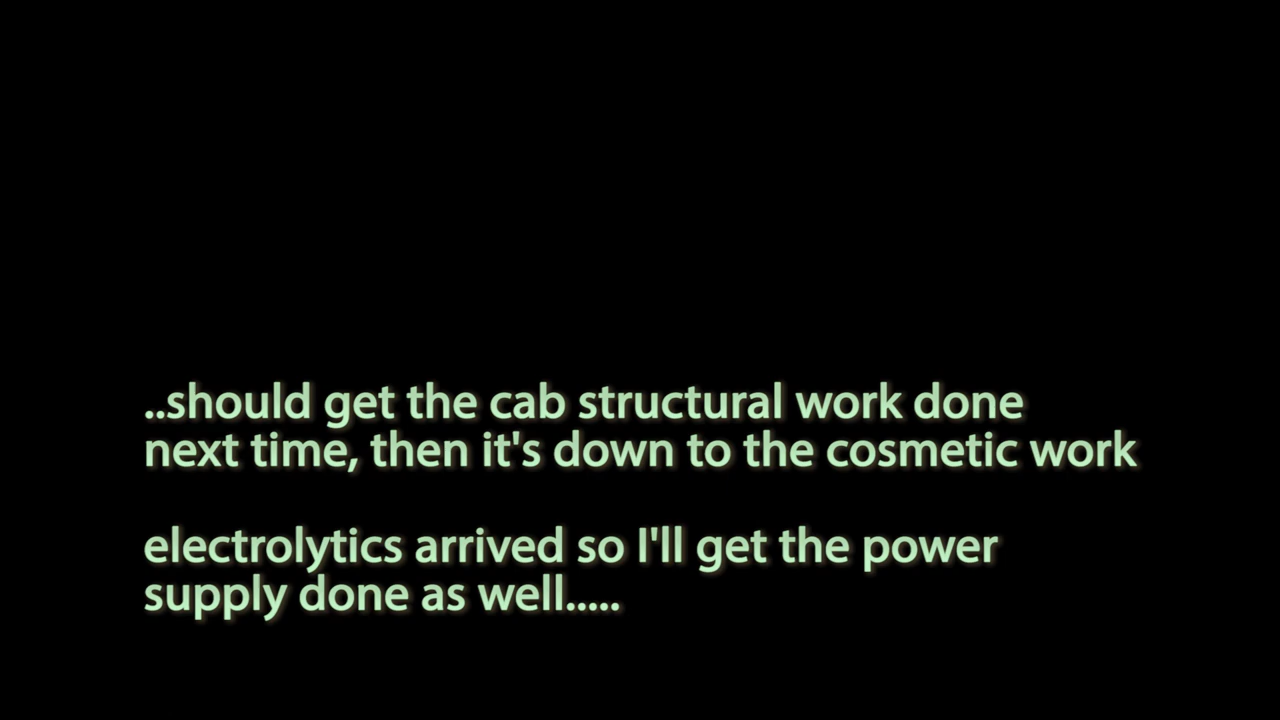 ..should get the cab structural work done
next time, then it's down to the cosmetic work
electrolytics arrived so I'll get the power
supply done as well.....